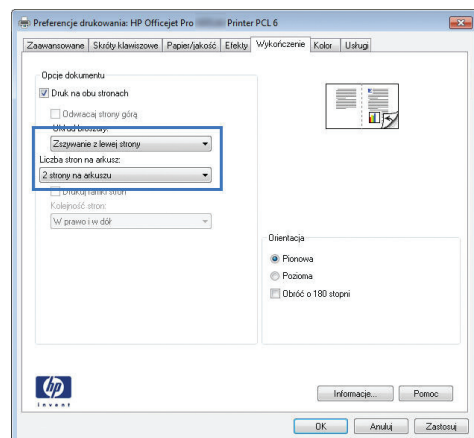 Preferencje drukowania: HP Officejet Pro Printer PCL 6
Zaawansowane Skróty klawiszowe Papier/jakość Efekty Wykończenie Kolor Usługi
Opcje dokumentu
Druk na obu stronach
Odwracaj strony górą
Układ broszury:
Zszywanie z lewej strony
Liczba stron na arkusz:
2 strony na arkuszu
Drukuj ramki stron
Kolejność stron:
W prawo i w dół
Orientacja
Pionowa
Pozioma
Obróć o 180 stopni
hp
invent
Informacje... Pomoc
OK Anuluj Zastosuj